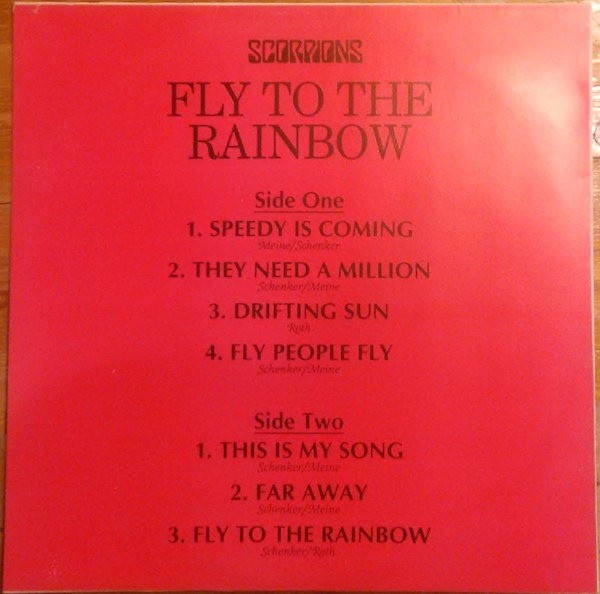 SCORPIONS
FLY TO THE
RAINBOW
Side One
1. SPEEDY IS COMING
Meine/Schenker
2. THEY NEED A MILLION
Schenker/Meine
3. DRIFTING SUN
Roth
4. FLY PEOPLE FLY
Schenker/Meine
Side Two
1. THIS IS MY SONG
Schenker/Meine
2. FAR AWAY
Schenker/Meine
3. FLY TO THE RAINBOW
Schenker/Roth